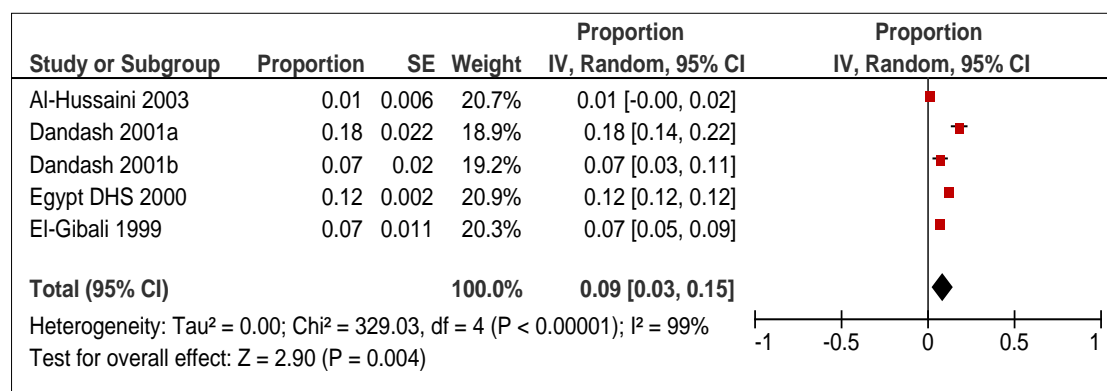 Proportion Proportion
Study or Subgroup Proportion SE Weight IV, Random, 95% CI IV, Random, 95% CI
Al-Hussaini 2003 0.01 0.006 20.7% 0.01 [-0.00, 0.02]
Dandash 2001a 0.18 0.022 18.9% 0.18 [0.14, 0.22]
Dandash 2001b 0.07 0.02 19.2% 0.07 [0.03, 0.11]
Egypt DHS 2000 0.12 0.002 20.9% 0.12 [0.12, 0.12]
El-Gibali 1999 0.07 0.011 20.3% 0.07 [0.05, 0.09]
Total (95% CI) 100.0% 0.09 [0.03, 0.15]
Heterogeneity: Tau² = 0.00; Chi² = 329.03, df = 4 (P < 0.00001); I² = 99%
Test for overall effect: Z = 2.90 (P = 0.004)
-1 -0.5 0 0.5 1